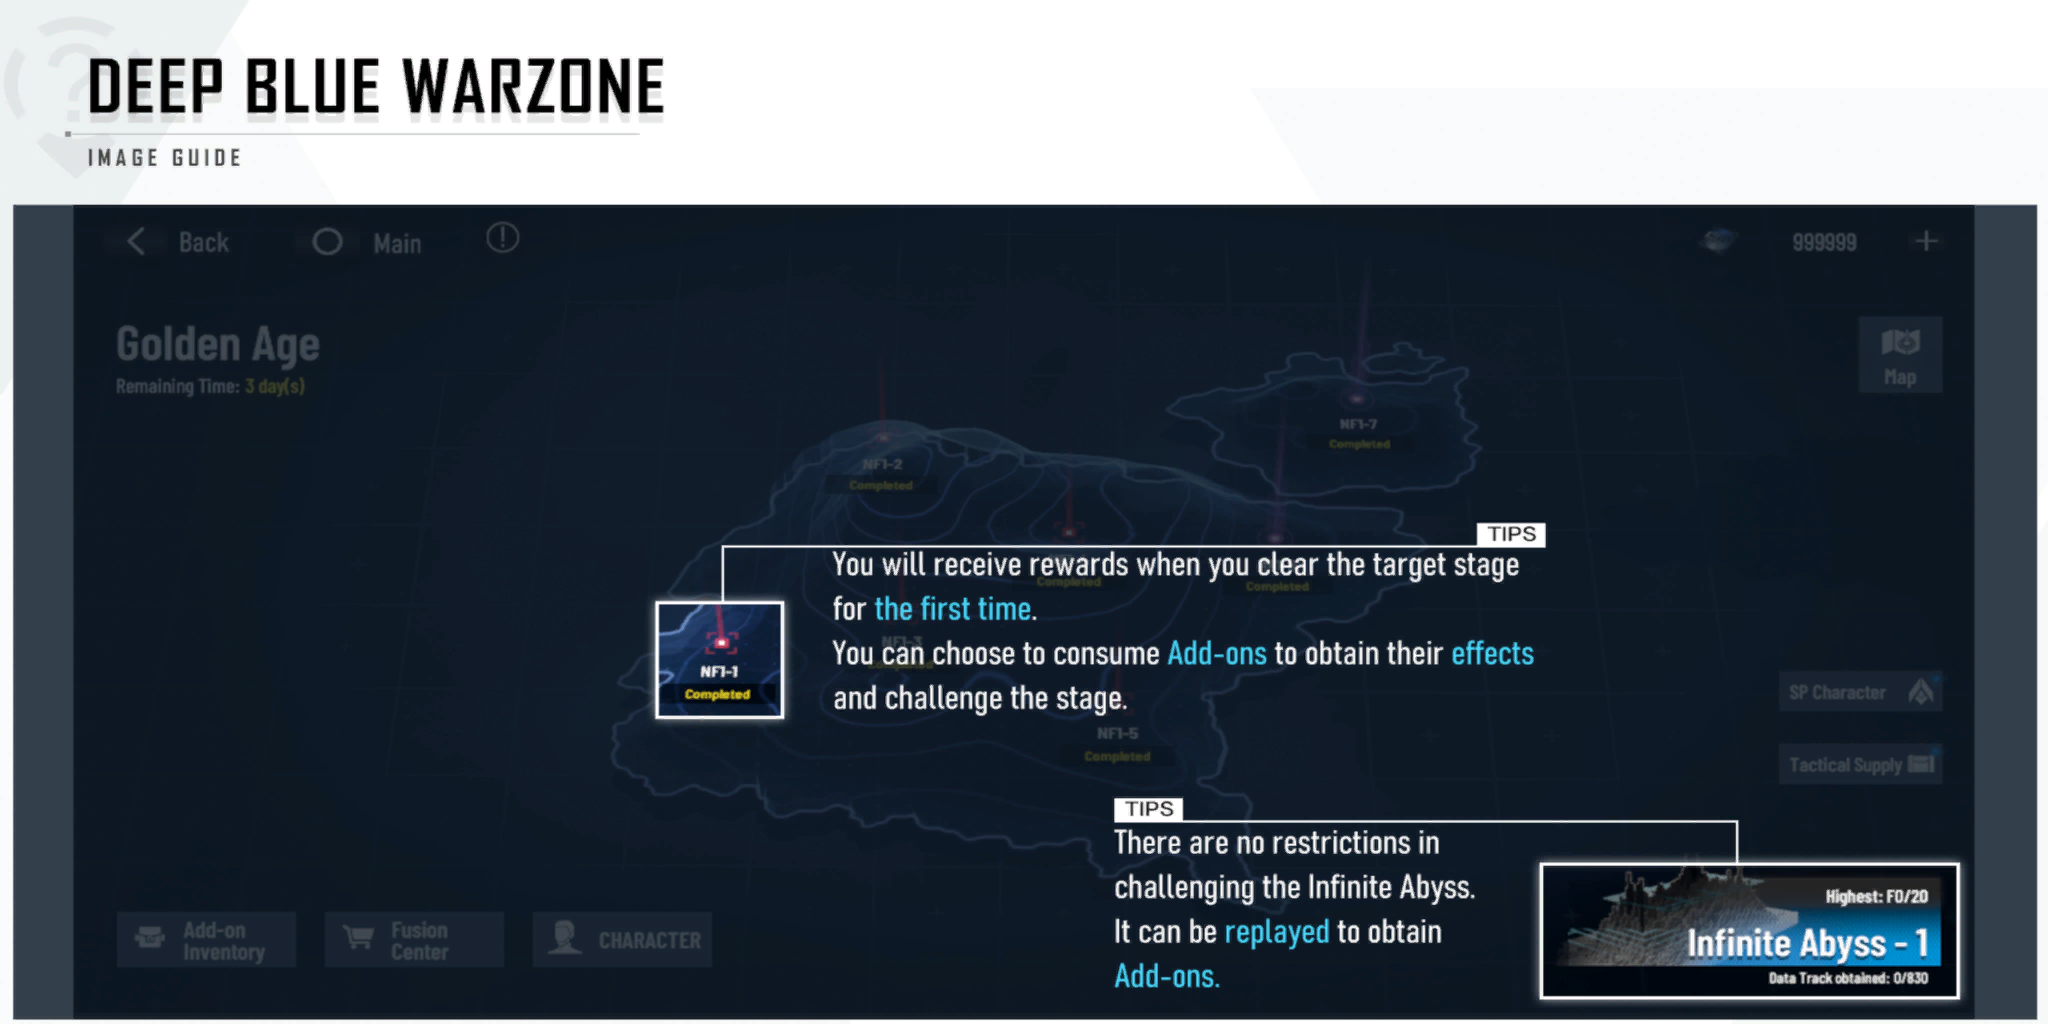 DEEP BLUE WARZONE
IMAGE GUIDE
Back
Main
999999
Golden Age
Remaining Time: 3 day(s)
Map
NF1-7
Completed
NF1-2
Completed
TIPS
You will receive rewards when you clear the target stage
for the first time.
You can choose to consume Add-ons to obtain their effects
and challenge the stage.
Completed
Completed
NF1-3
Completed
NF1-1
Completed
NF1-5
Completed
SP Character
Tactical Supply
TIPS
There are no restrictions in
challenging the Infinite Abyss.
It can be replayed to obtain
Add-ons.
Highest: F0/20
Infinite Abyss - 1
Data Track obtained: 0/830
Add-on
Inventory
Fusion
Center
CHARACTER